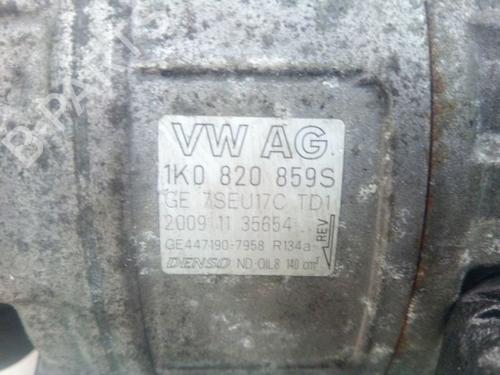 VW AG
1K0 820 859S
GE 7SEU17C TD1
2009 11 35654
GE447190-7958 R134a
DENSO ND-OIL8 140 cm³
REV
B-PARTS